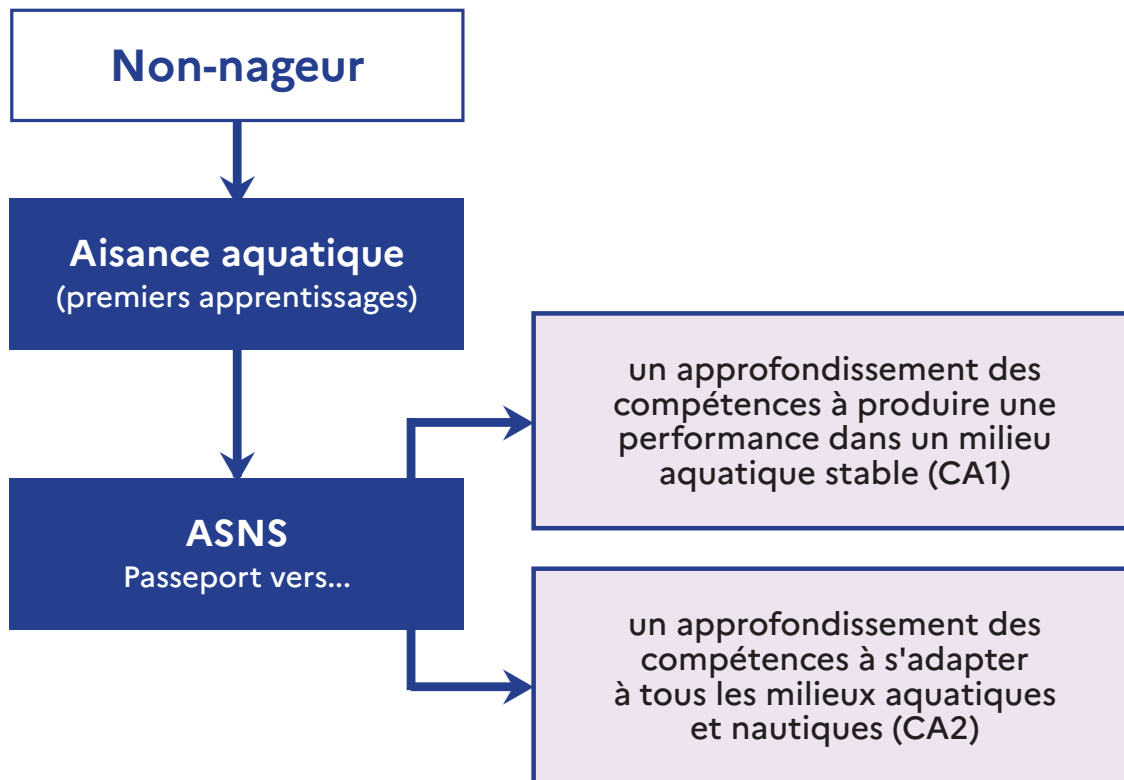 Non-nageur
Aisance aquatique
(premiers apprentissages)
ASNS
Passeport vers...
un approfondissement des
compétences à produire une
performance dans un milieu
aquatique stable (CA1)
un approfondissement des
compétences à s'adapter
à tous les milieux aquatiques
et nautiques (CA2)